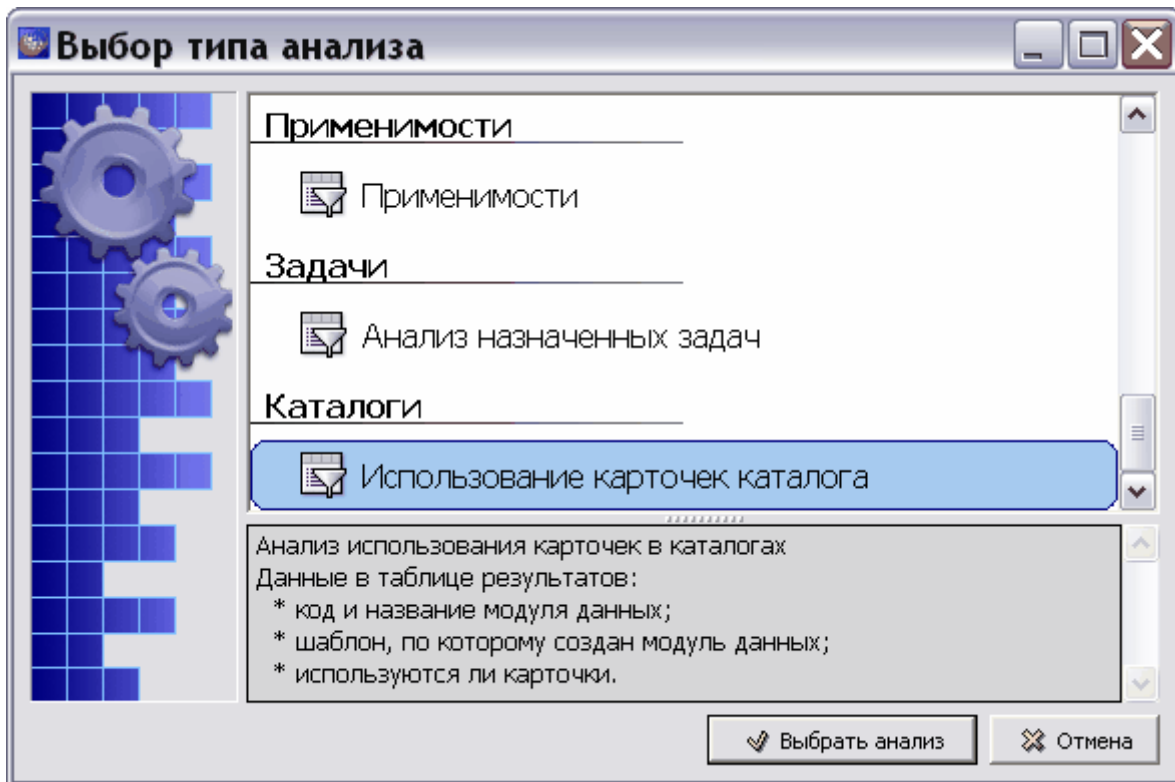 Выбор типа анализа
Применимости
Применимости
Задачи
Анализ назначенных задач
Каталоги
Использование карточек каталога
Анализ использования карточек в каталогах
Данные в таблице результатов:
* код и название модуля данных;
* шаблон, по которому создан модуль данных;
* используются ли карточки.
Выбрать анализ
Отмена